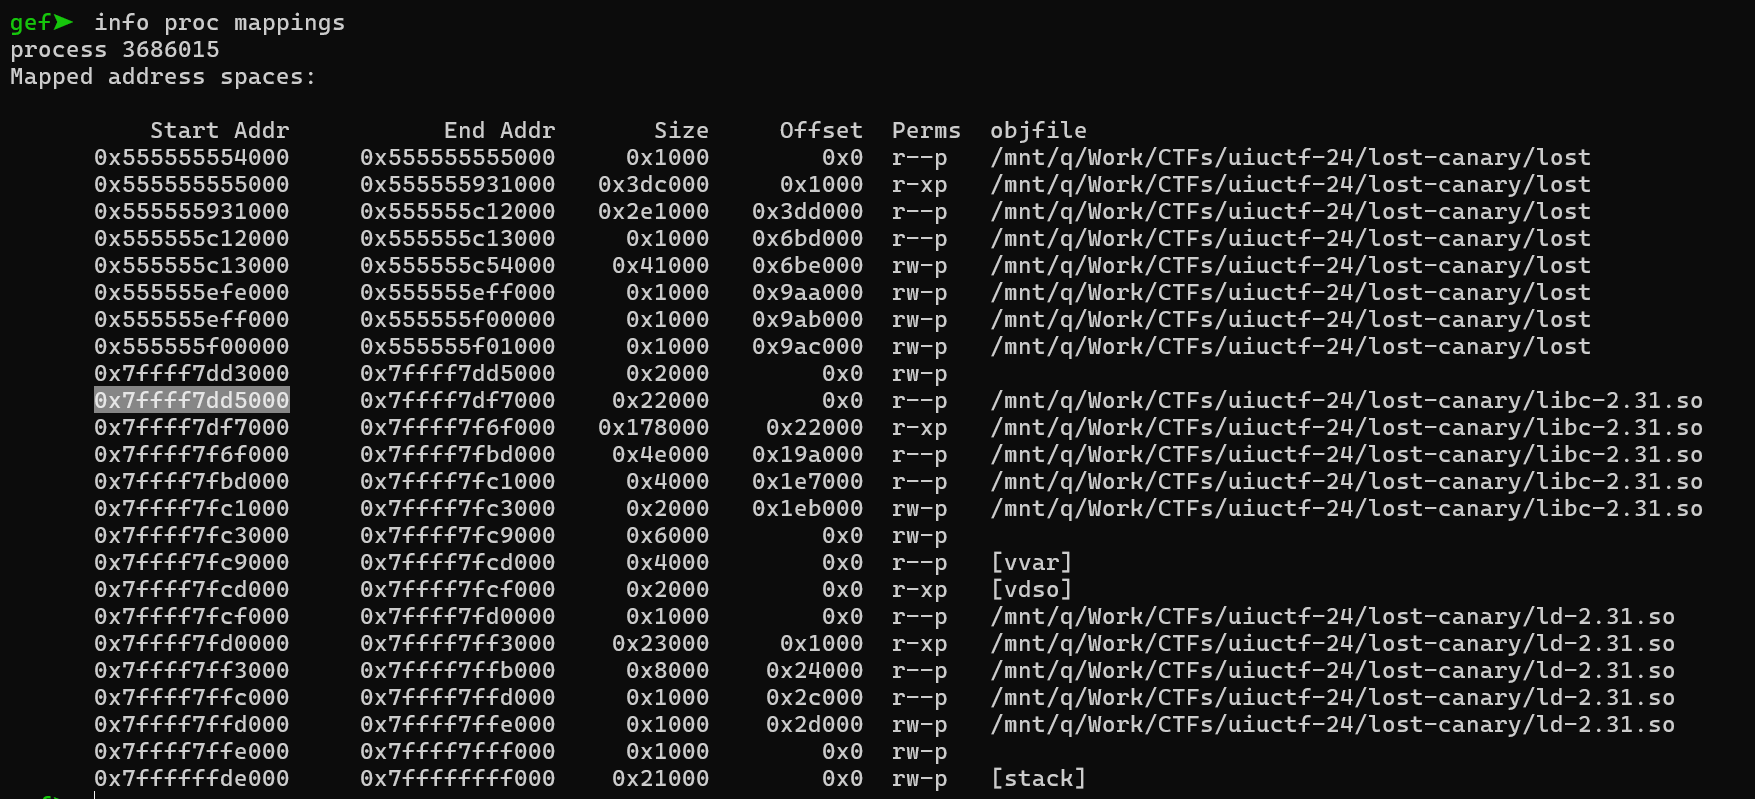 gef➤ info proc mappings
process 3686015
Mapped address spaces:
Start Addr End Addr Size Offset Perms objfile
0x555555554000 0x555555555000 0x1000 0x0 r--p /mnt/q/Work/CTFs/uiuctf-24/lost-canary/lost
0x555555555000 0x555555931000 0x3dc000 0x1000 r-xp /mnt/q/Work/CTFs/uiuctf-24/lost-canary/lost
0x555555931000 0x555555c12000 0x2e1000 0x3dd000 r--p /mnt/q/Work/CTFs/uiuctf-24/lost-canary/lost
0x555555c12000 0x555555c13000 0x1000 0x6bd000 r--p /mnt/q/Work/CTFs/uiuctf-24/lost-canary/lost
0x555555c13000 0x555555c54000 0x41000 0x6be000 rw-p /mnt/q/Work/CTFs/uiuctf-24/lost-canary/lost
0x555555efe000 0x555555eff000 0x1000 0x9aa000 rw-p /mnt/q/Work/CTFs/uiuctf-24/lost-canary/lost
0x555555eff000 0x555555f00000 0x1000 0x9ab000 rw-p /mnt/q/Work/CTFs/uiuctf-24/lost-canary/lost
0x555555f00000 0x555555f01000 0x1000 0x9ac000 rw-p /mnt/q/Work/CTFs/uiuctf-24/lost-canary/lost
0x7ffff7dd3000 0x7ffff7dd5000 0x2000 0x0 rw-p
0x7ffff7dd5000 0x7ffff7df7000 0x22000 0x0 r--p /mnt/q/Work/CTFs/uiuctf-24/lost-canary/libc-2.31.so
0x7ffff7df7000 0x7ffff7f6f000 0x178000 0x22000 r-xp /mnt/q/Work/CTFs/uiuctf-24/lost-canary/libc-2.31.so
0x7ffff7f6f000 0x7ffff7fbd000 0x4e000 0x19a000 r--p /mnt/q/Work/CTFs/uiuctf-24/lost-canary/libc-2.31.so
0x7ffff7fbd000 0x7ffff7fc1000 0x4000 0x1e7000 r--p /mnt/q/Work/CTFs/uiuctf-24/lost-canary/libc-2.31.so
0x7ffff7fc1000 0x7ffff7fc3000 0x2000 0x1eb000 rw-p /mnt/q/Work/CTFs/uiuctf-24/lost-canary/libc-2.31.so
0x7ffff7fc3000 0x7ffff7fc9000 0x6000 0x0 rw-p
0x7ffff7fc9000 0x7ffff7fcd000 0x4000 0x0 r--p [vvar]
0x7ffff7fcd000 0x7ffff7fcf000 0x2000 0x0 r-xp [vdso]
0x7ffff7fcf000 0x7ffff7fd0000 0x1000 0x0 r--p /mnt/q/Work/CTFs/uiuctf-24/lost-canary/ld-2.31.so
0x7ffff7fd0000 0x7ffff7ff3000 0x23000 0x1000 r-xp /mnt/q/Work/CTFs/uiuctf-24/lost-canary/ld-2.31.so
0x7ffff7ff3000 0x7ffff7ffb000 0x8000 0x24000 r--p /mnt/q/Work/CTFs/uiuctf-24/lost-canary/ld-2.31.so
0x7ffff7ffc000 0x7ffff7ffd000 0x1000 0x2c000 r--p /mnt/q/Work/CTFs/uiuctf-24/lost-canary/ld-2.31.so
0x7ffff7ffd000 0x7ffff7ffe000 0x1000 0x2d000 rw-p /mnt/q/Work/CTFs/uiuctf-24/lost-canary/ld-2.31.so
0x7ffff7ffe000 0x7ffff7fff000 0x1000 0x0 rw-p
0x7ffffffde000 0x7ffffffff000 0x21000 0x0 rw-p [stack]